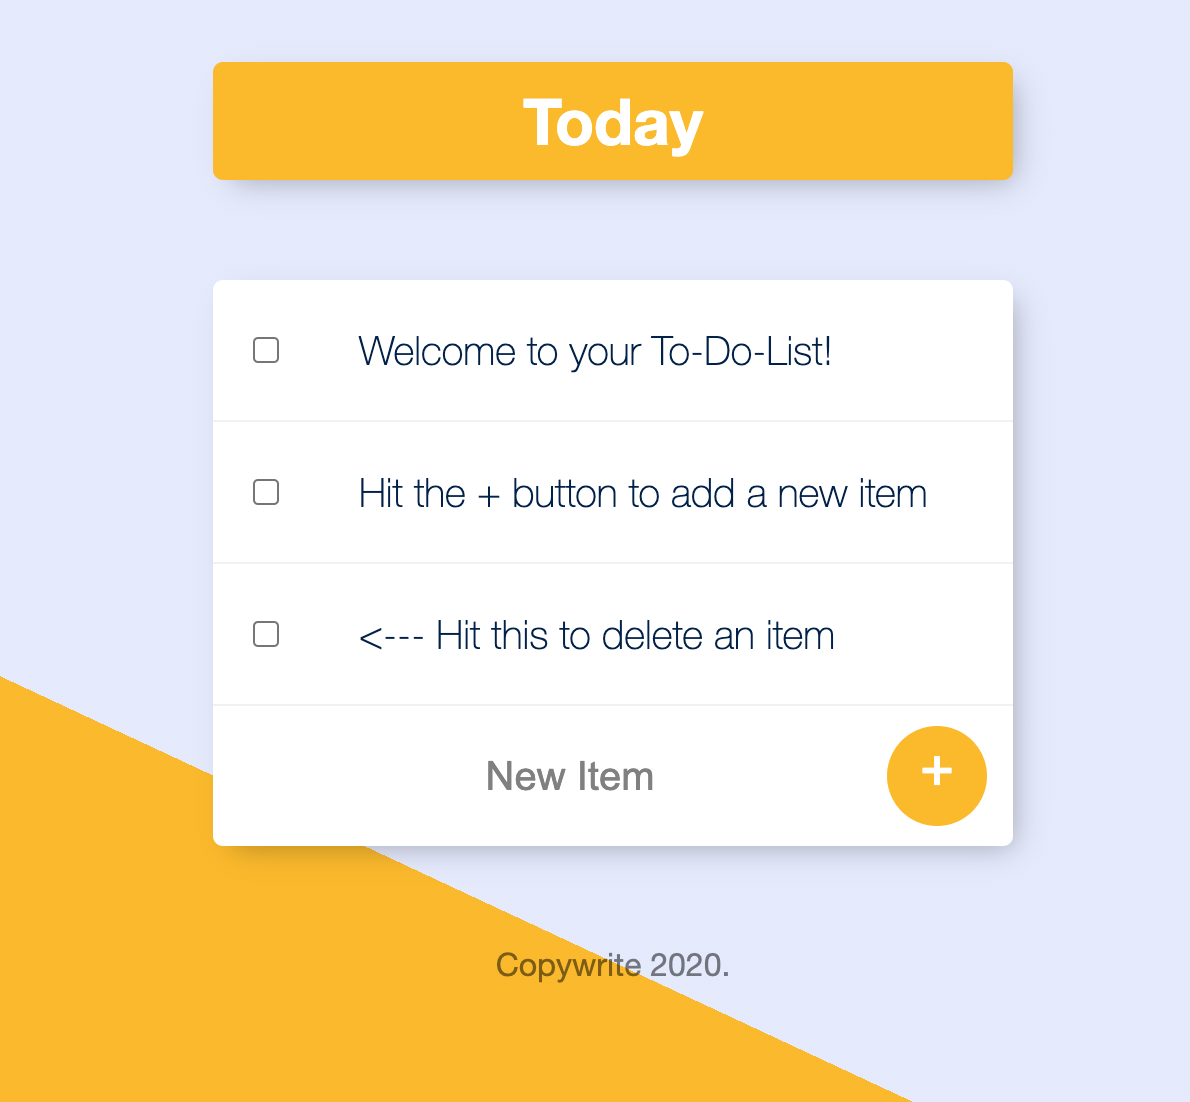 Today
Welcome to your To-Do-List!
Hit the + button to add a new item
<--- Hit this to delete an item
New Item +
Copywrite 2020.